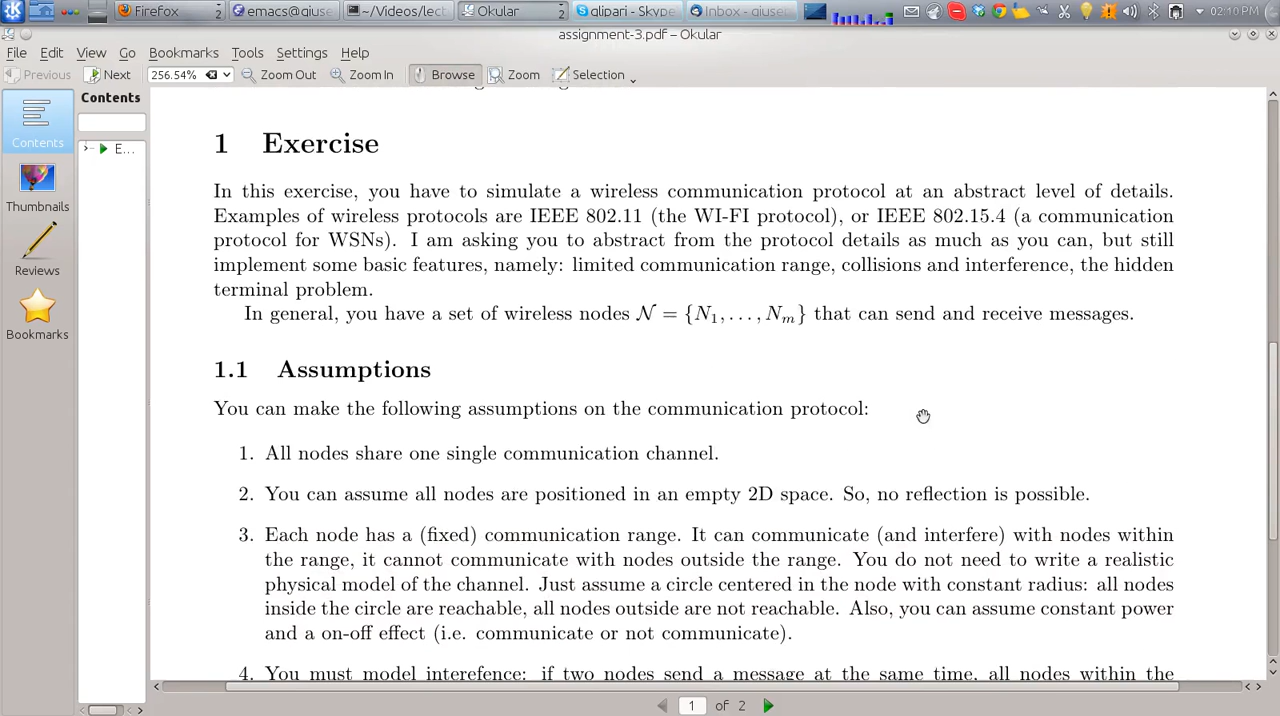 Firefox 2 emacs@giuse ~/Videos/le Okular 2 glipari - Skype Inbox - giuse 02:10 PM
assignment-3.pdf – Okular
File Edit View Go Bookmarks Tools Settings Help
Previous Next 256.54% Zoom Out Zoom In Browse Zoom Selection
Contents
Contents
E...
Thumbnails
Reviews
Bookmarks
1 Exercise
In this exercise, you have to simulate a wireless communication protocol at an abstract level of details.
Examples of wireless protocols are IEEE 802.11 (the WI-FI protocol), or IEEE 802.15.4 (a communication
protocol for WSNs). I am asking you to abstract from the protocol details as much as you can, but still
implement some basic features, namely: limited communication range, collisions and interference, the hidden
terminal problem.
In general, you have a set of wireless nodes 𝒩 = {N₁, . . . , Nₘ} that can send and receive messages.
1.1 Assumptions
You can make the following assumptions on the communication protocol:
1. All nodes share one single communication channel.
2. You can assume all nodes are positioned in an empty 2D space. So, no reflection is possible.
3. Each node has a (fixed) communication range. It can communicate (and interfere) with nodes within
the range, it cannot communicate with nodes outside the range. You do not need to write a realistic
physical model of the channel. Just assume a circle centered in the node with constant radius: all nodes
inside the circle are reachable, all nodes outside are not reachable. Also, you can assume constant power
and a on-off effect (i.e. communicate or not communicate).
4. You must model interefence: if two nodes send a message at the same time, all nodes within the
1 of 2